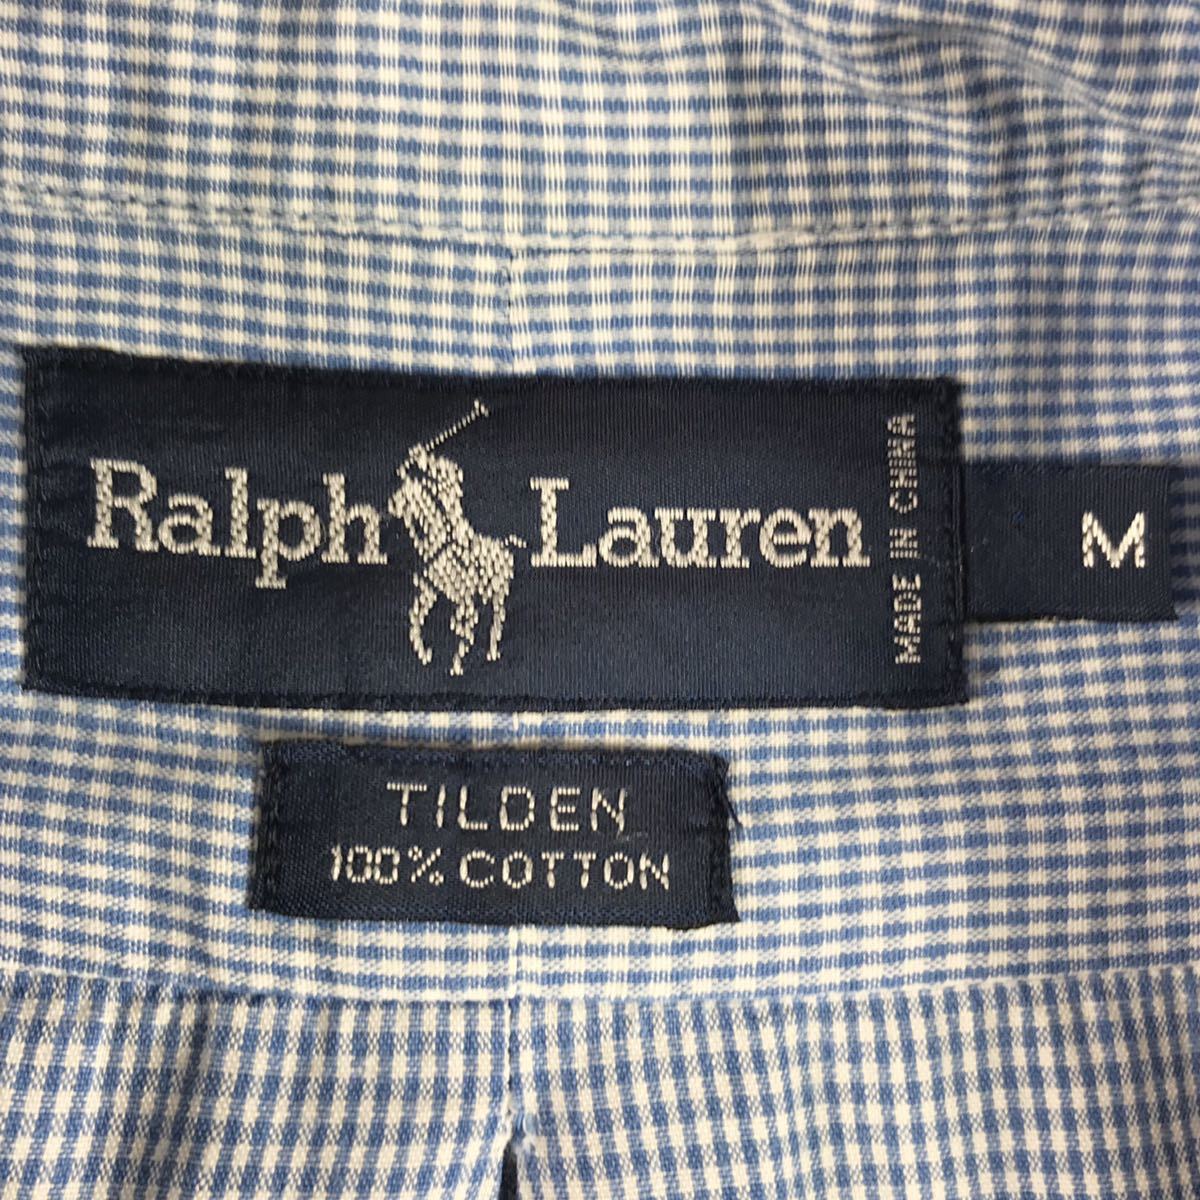 Ralph Lauren
MADE IN CHINA
M
TILDEN
100% COTTON